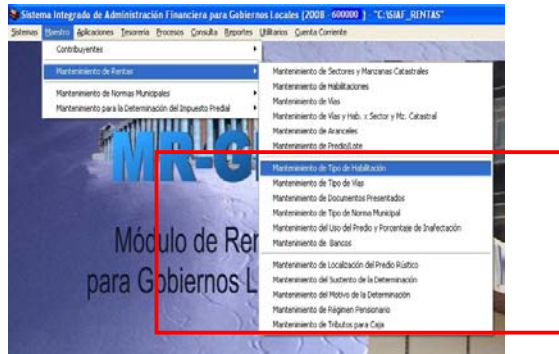 Sistema Integrado de Administración Financiera para Gobiernos Locales (2008 - 600000 ) - "C:\SIAF_RENTAS"
Sistemas Maestro Aplicaciones Tesoreria Procesos Consulta Reportes Utilitarios Cuenta Corriente
Contribuyentes
Mantenimiento de Rentas
Mantenimiento de Normas Municipales
Mantenimiento para la Determinación del Impuesto Predial
Mantenimiento de Sectores y Manzanas Catastrales
Mantenimiento de Habilitaciones
Mantenimiento de Vias
Mantenimiento de Vias y Hab. x Sector y Mz. Catastral
Mantenimiento de Aranceles
Mantenimiento de Predio/Lote
Mantenimiento de Tipo de Habilitación
Mantenimiento de Tipo de Vias
Mantenimiento de Documentos Presentados
Mantenimiento de Tipo de Norma Municipal
Mantenimiento del Uso del Predio y Porcentaje de Inafectación
Mantenimiento de Bancos
Mantenimiento de Localización del Predio Rústico
Mantenimiento del Sustento de la Determinación
Mantenimiento del Motivo de la Determinación
Mantenimiento de Régimen Pensionario
Mantenimiento de Tributos para Caja
MR-G
Módulo de Ren
para Gobiernos L